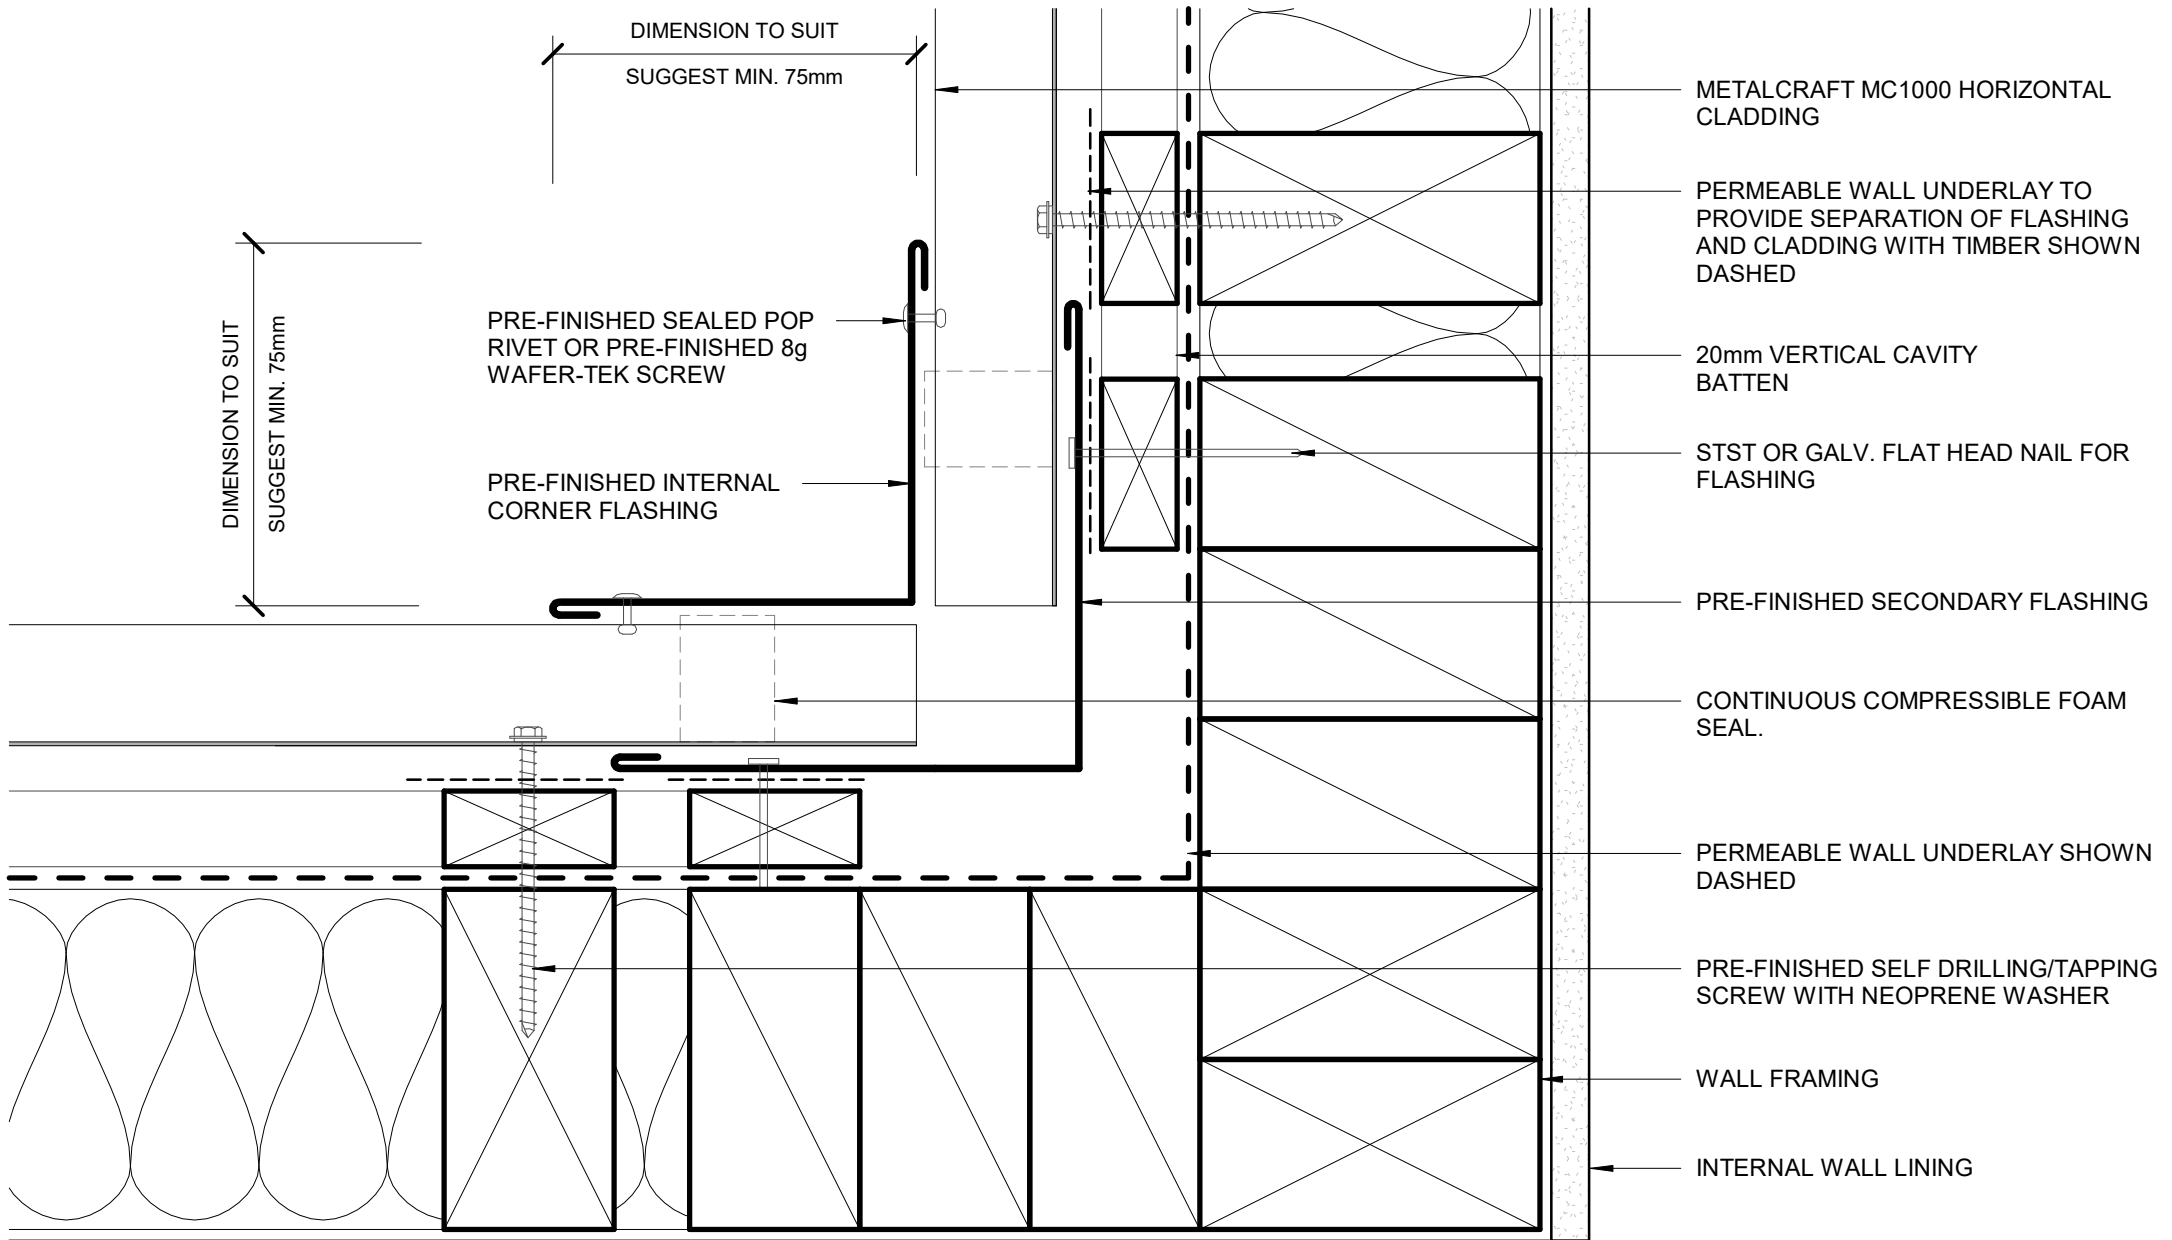 DIMENSION TO SUIT
SUGGEST MIN. 75mm
DIMENSION TO SUIT
SUGGEST MIN. 75mm
PRE-FINISHED SEALED POP
RIVET OR PRE-FINISHED 8g
WAFER-TEK SCREW
PRE-FINISHED INTERNAL
CORNER FLASHING
METALCRAFT MC1000 HORIZONTAL
CLADDING
PERMEABLE WALL UNDERLAY TO
PROVIDE SEPARATION OF FLASHING
AND CLADDING WITH TIMBER SHOWN
DASHED
20mm VERTICAL CAVITY
BATTEN
STST OR GALV. FLAT HEAD NAIL FOR
FLASHING
PRE-FINISHED SECONDARY FLASHING
CONTINUOUS COMPRESSIBLE FOAM
SEAL.
PERMEABLE WALL UNDERLAY SHOWN
DASHED
PRE-FINISHED SELF DRILLING/TAPPING
SCREW WITH NEOPRENE WASHER
WALL FRAMING
INTERNAL WALL LINING